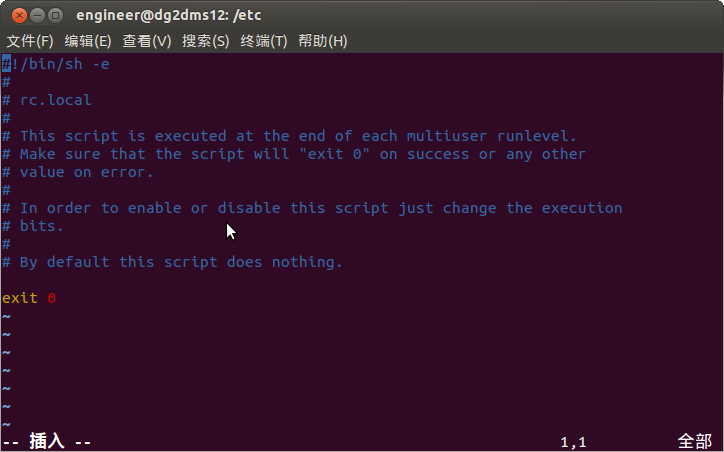 engineer@dg2dms12: /etc
文件(F) 编辑(E) 查看(V) 搜索(S) 终端(T) 帮助(H)
#!/bin/sh -e
#
# rc.local
#
# This script is executed at the end of each multiuser runlevel.
# Make sure that the script will "exit 0" on success or any other
# value on error.
#
# In order to enable or disable this script just change the execution
# bits.
#
# By default this script does nothing.
exit 0
~
~
~
~
~
~
~
-- 插入 -- 1,1 全部